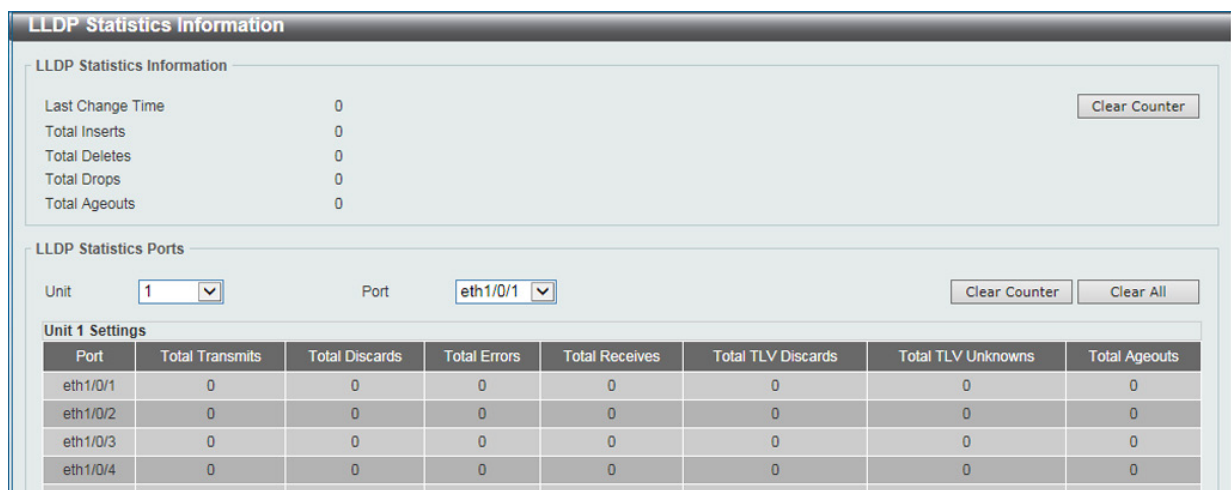 LLDP Statistics Information
LLDP Statistics Information
Last Change Time 0 Clear Counter
Total Inserts 0
Total Deletes 0
Total Drops 0
Total Ageouts 0
LLDP Statistics Ports
Unit 1 Port eth1/0/1 Clear Counter Clear All
Unit 1 Settings
Port Total Transmits Total Discards Total Errors Total Receives Total TLV Discards Total TLV Unknowns Total Ageouts
eth1/0/1 0 0 0 0 0 0 0
eth1/0/2 0 0 0 0 0 0 0
eth1/0/3 0 0 0 0 0 0 0
eth1/0/4 0 0 0 0 0 0 0